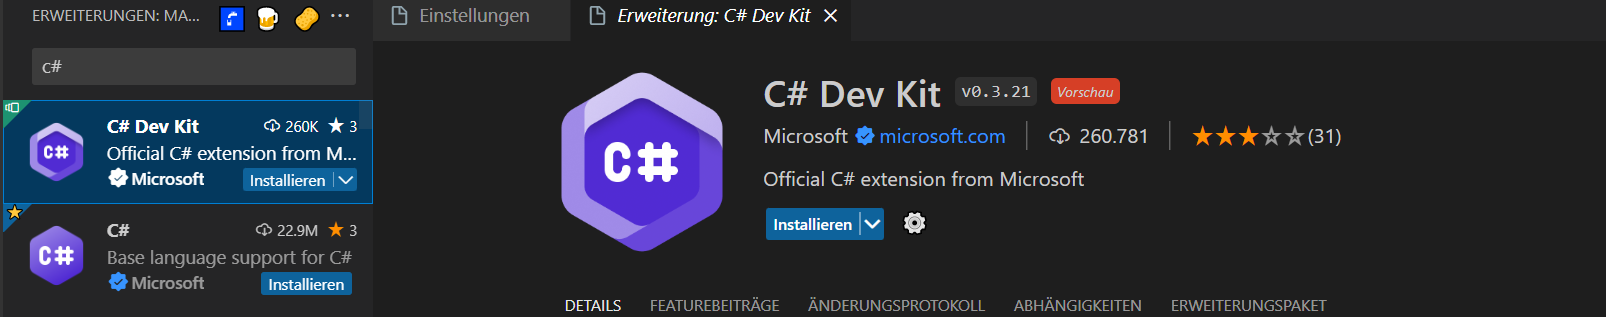 ERWEITERUNGEN: MA...
c#
C# Dev Kit 260K 3
Official C# extension from M...
Microsoft Installieren
C# 22.9M 3
Base language support for C#
Microsoft Installieren
Einstellungen Erweiterung: C# Dev Kit
C# Dev Kit v0.3.21 Vorschau
Microsoft microsoft.com 260.781 (31)
Official C# extension from Microsoft
Installieren
DETAILS FEATUREBEITRÄGE ÄNDERUNGSPROTOKOLL ABHÄNGIGKEITEN ERWEITERUNGSPAKET
C#
C#
C#